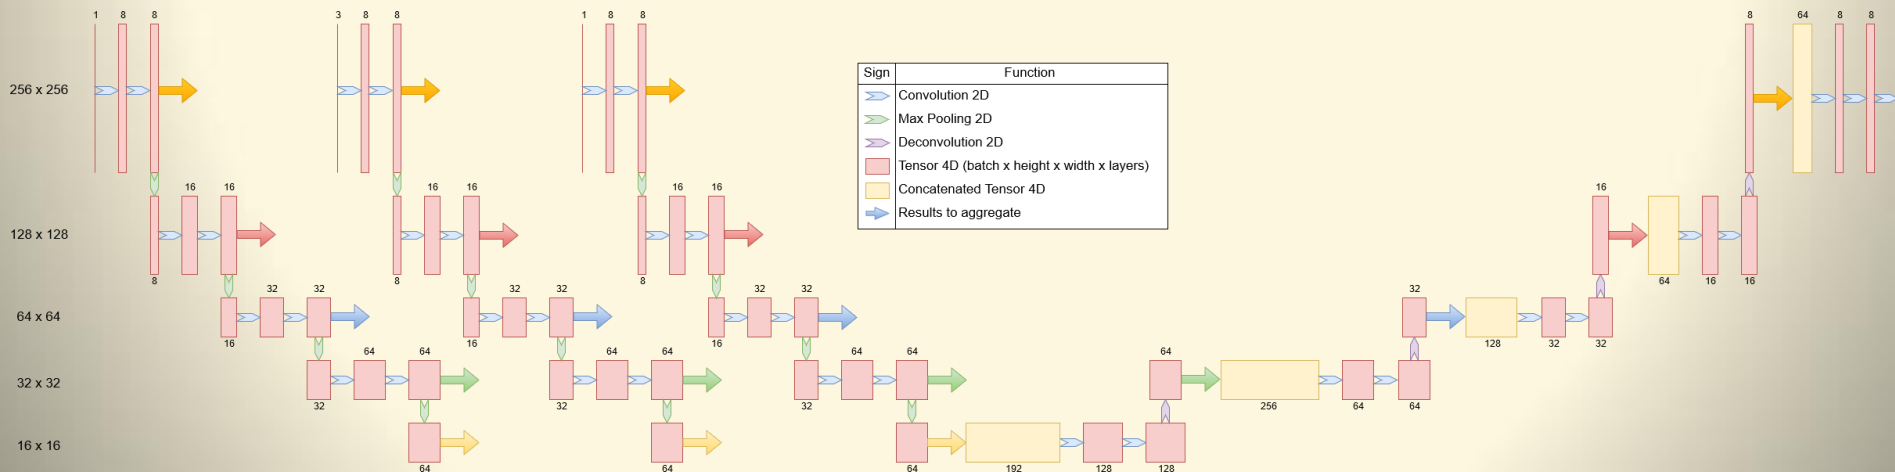 1 8 8 3 8 8 1 8 8 8 64 8 8
Sign Function
256 x 256
Convolution 2D
Max Pooling 2D
Deconvolution 2D
Tensor 4D (batch x height x width x layers)
Concatenated Tensor 4D
Results to aggregate
16 16 16 16 16 16 16
128 x 128
8 8 8 64 16 16
32 32 32 32 32 32 32
64 x 64
16 16 16 128 32 32
64 64 64 64 64 64 64
32 x 32
32 32 32 256 64 64
16 x 16
64 64 64 192 128 128